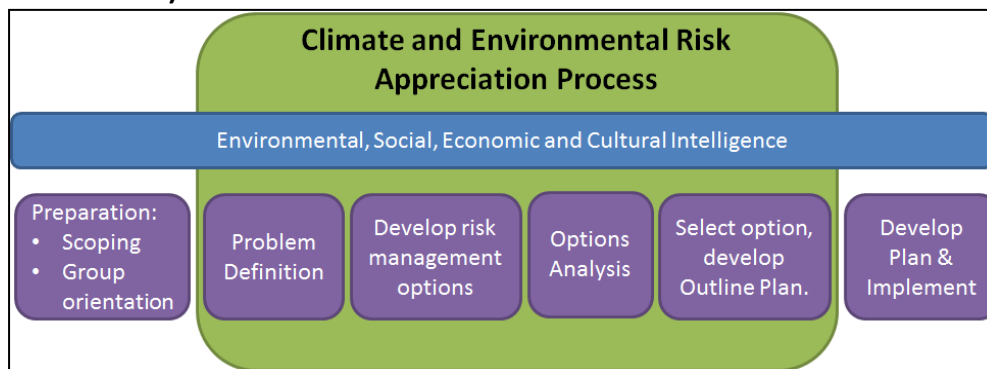 Climate and Environmental Risk
Appreciation Process
Environmental, Social, Economic and Cultural Intelligence
Preparation:
• Scoping
• Group
orientation
Problem
Definition
Develop risk
management
options
Options
Analysis
Select option,
develop
Outline Plan.
Develop
Plan &
Implement